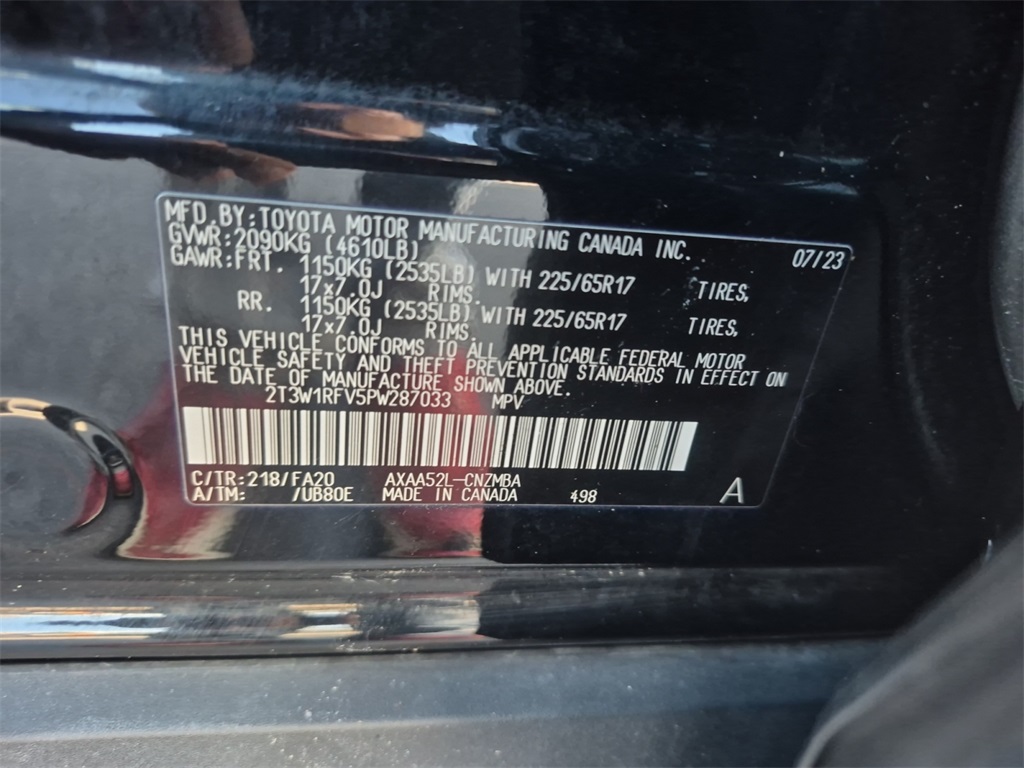 MFD.BY:TOYOTA MOTOR MANUFACTURING CANADA INC. 07/23
GVWR:2090KG (4610LB)
GAWR:FRT. 1150KG (2535LB) WITH 225/65R17 TIRES,
17x7.0J RIMS.
RR. 1150KG (2535LB) WITH 225/65R17 TIRES,
17x7.0J RIMS.
THIS VEHICLE CONFORMS TO ALL APPLICABLE FEDERAL MOTOR
VEHICLE SAFETY AND THEFT PREVENTION STANDARDS IN EFFECT ON
THE DATE OF MANUFACTURE SHOWN ABOVE.
2T3W1RFV5PW287033 MPV
C/TR:218/FA20 AXAA52L-CNZMBA
A/TM: /UB80E MADE IN CANADA 498 A